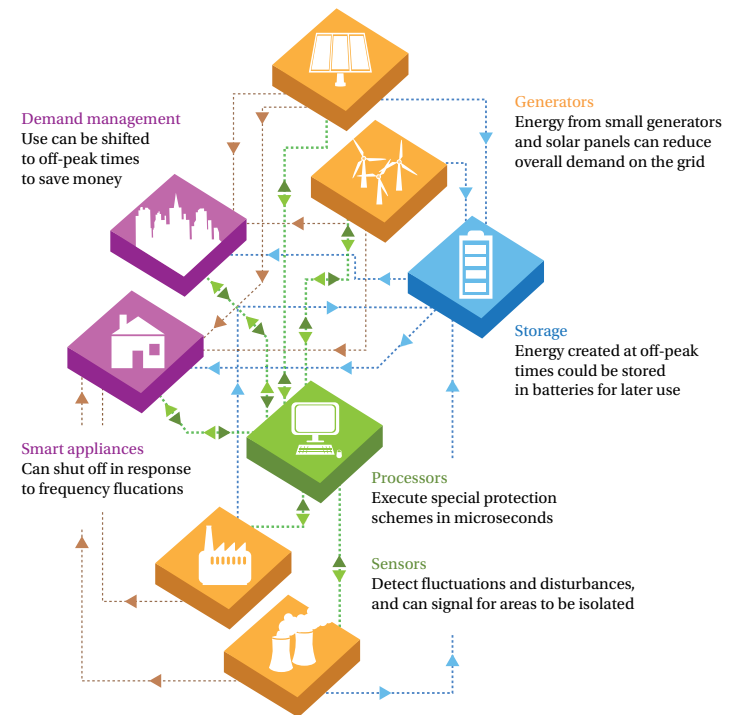 Demand management
Use can be shifted
to off-peak times
to save money
Generators
Energy from small generators
and solar panels can reduce
overall demand on the grid
Storage
Energy created at off-peak
times could be stored
in batteries for later use
Smart appliances
Can shut off in response
to frequency flucations
Processors
Execute special protection
schemes in microseconds
Sensors
Detect fluctuations and disturbances,
and can signal for areas to be isolated